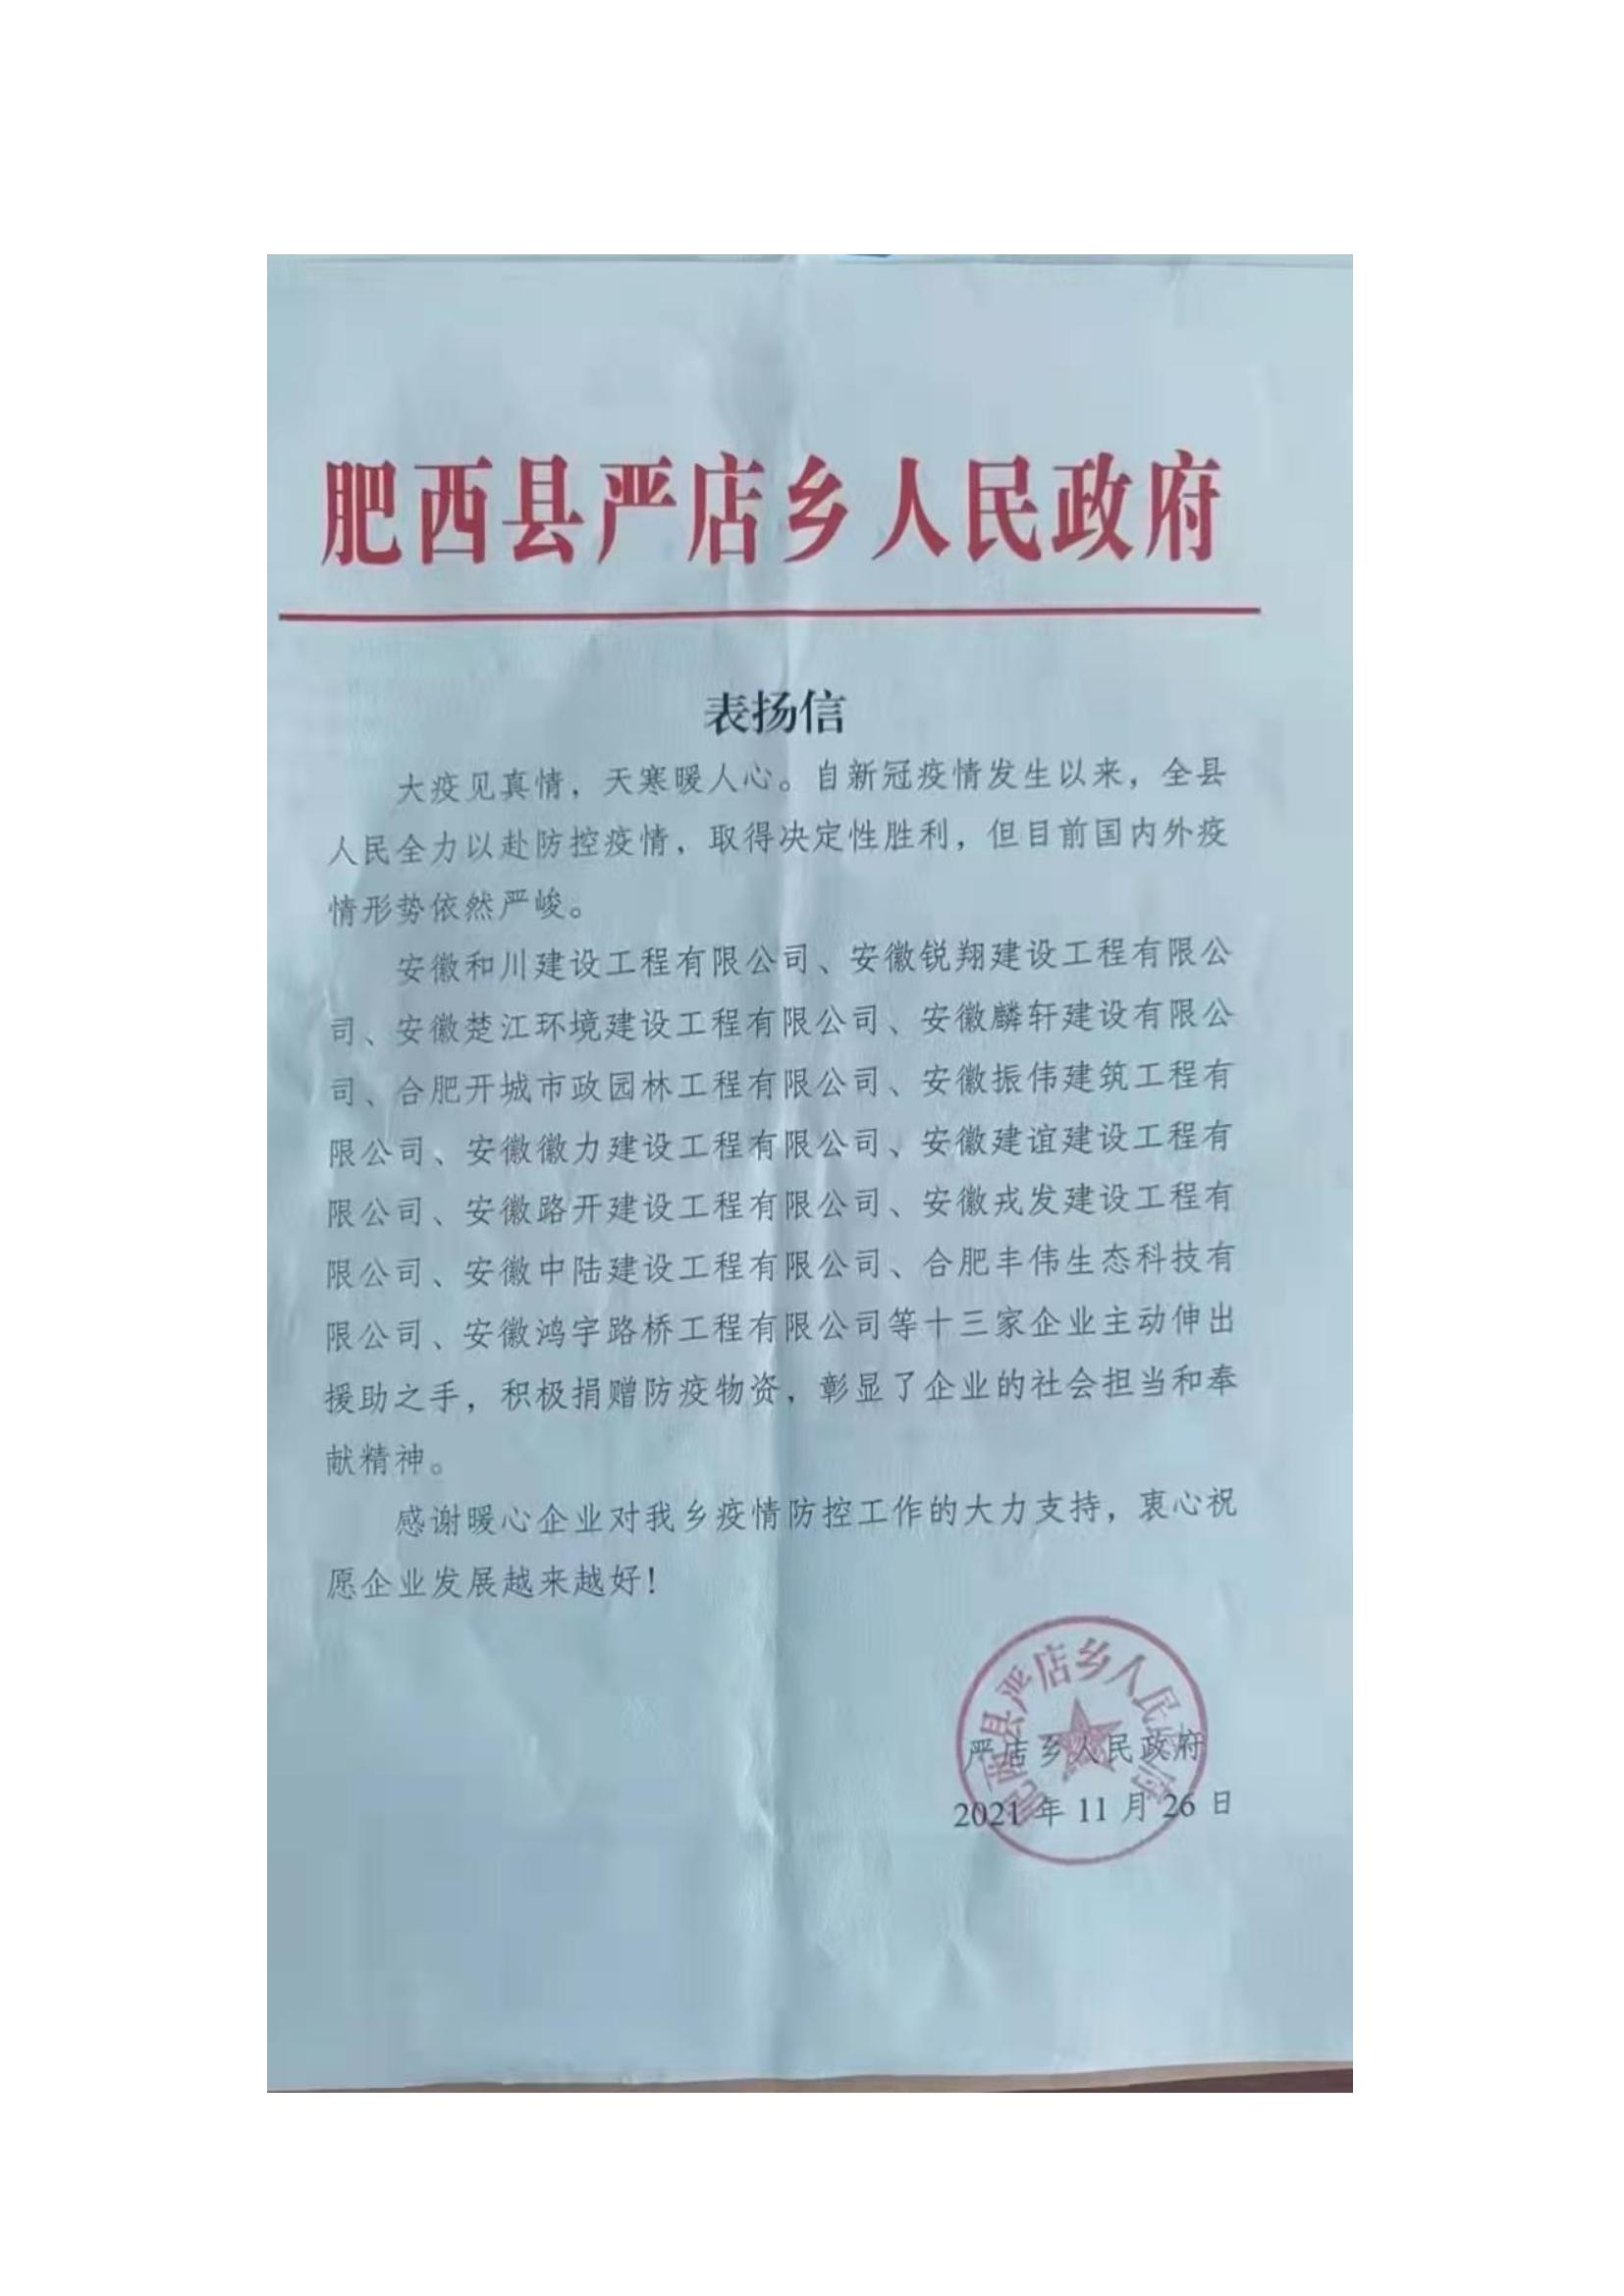 肥西县严店乡人民政府
表扬信
大疫见真情，天寒暖人心。自新冠疫情发生以来，全县
人民全力以赴防控疫情，取得决定性胜利，但目前国内外疫
情形势依然严峻。
安徽和川建设工程有限公司、安徽锐翔建设工程有限公
司、安徽楚江环境建设工程有限公司、安徽麟轩建设有限公
司、合肥开城市政园林工程有限公司、安徽振伟建筑工程有
限公司、安徽徽力建设工程有限公司、安徽建谊建设工程有
限公司、安徽路开建设工程有限公司、安徽戎发建设工程有
限公司、安徽中陆建设工程有限公司、合肥丰伟生态科技有
限公司、安徽鸿宇路桥工程有限公司等十三家企业主动伸出
援助之手，积极捐赠防疫物资，彰显了企业的社会担当和奉
献精神。
感谢暖心企业对我乡疫情防控工作的大力支持，衷心祝
愿企业发展越来越好！
肥西县严店乡人民政府
严店乡人民政府
2021 年 11 月 26 日